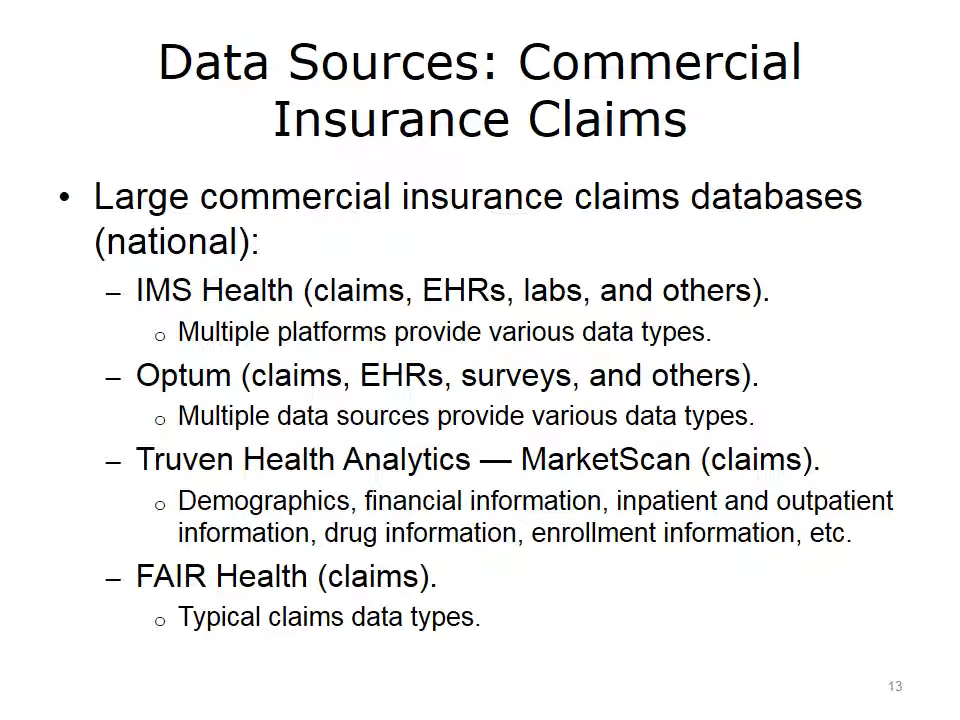 Data Sources: Commercial
Insurance Claims
• Large commercial insurance claims databases
(national):
– IMS Health (claims, EHRs, labs, and others).
o Multiple platforms provide various data types.
– Optum (claims, EHRs, surveys, and others).
o Multiple data sources provide various data types.
– Truven Health Analytics — MarketScan (claims).
o Demographics, financial information, inpatient and outpatient
information, drug information, enrollment information, etc.
– FAIR Health (claims).
o Typical claims data types.
13